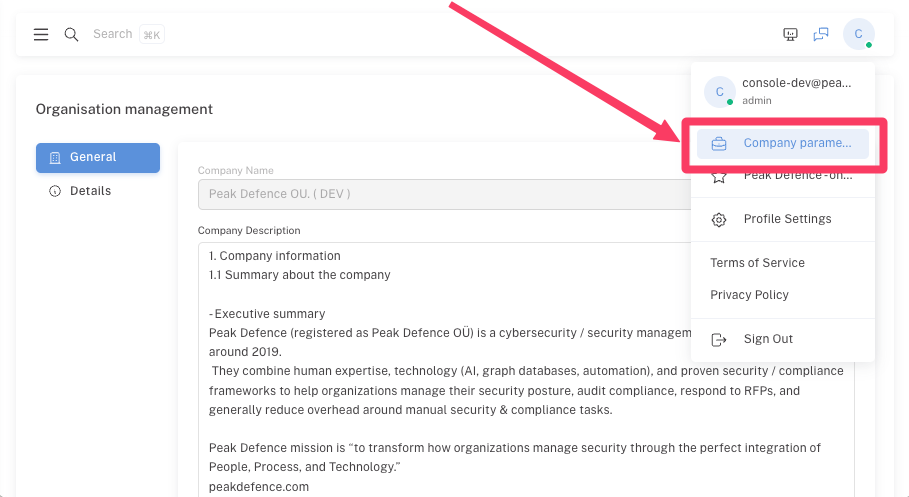 Search ⌘K
C
C
console-dev@pea...
admin
Organisation management
Company parame...
General
Company Name
Peak Defence - on...
Details
Peak Defence OU. ( DEV )
Profile Settings
Company Description
1. Company information
Terms of Service
1.1 Summary about the company
Privacy Policy
- Executive summary
Peak Defence (registered as Peak Defence OÜ) is a cybersecurity / security managem
Sign Out
around 2019.
They combine human expertise, technology (AI, graph databases, automation), and proven security / compliance
frameworks to help organizations manage their security posture, audit compliance, respond to RFPs, and
generally reduce overhead around manual security & compliance tasks.
Peak Defence mission is “to transform how organizations manage security through the perfect integration of
People, Process, and Technology.”
peakdefence.com